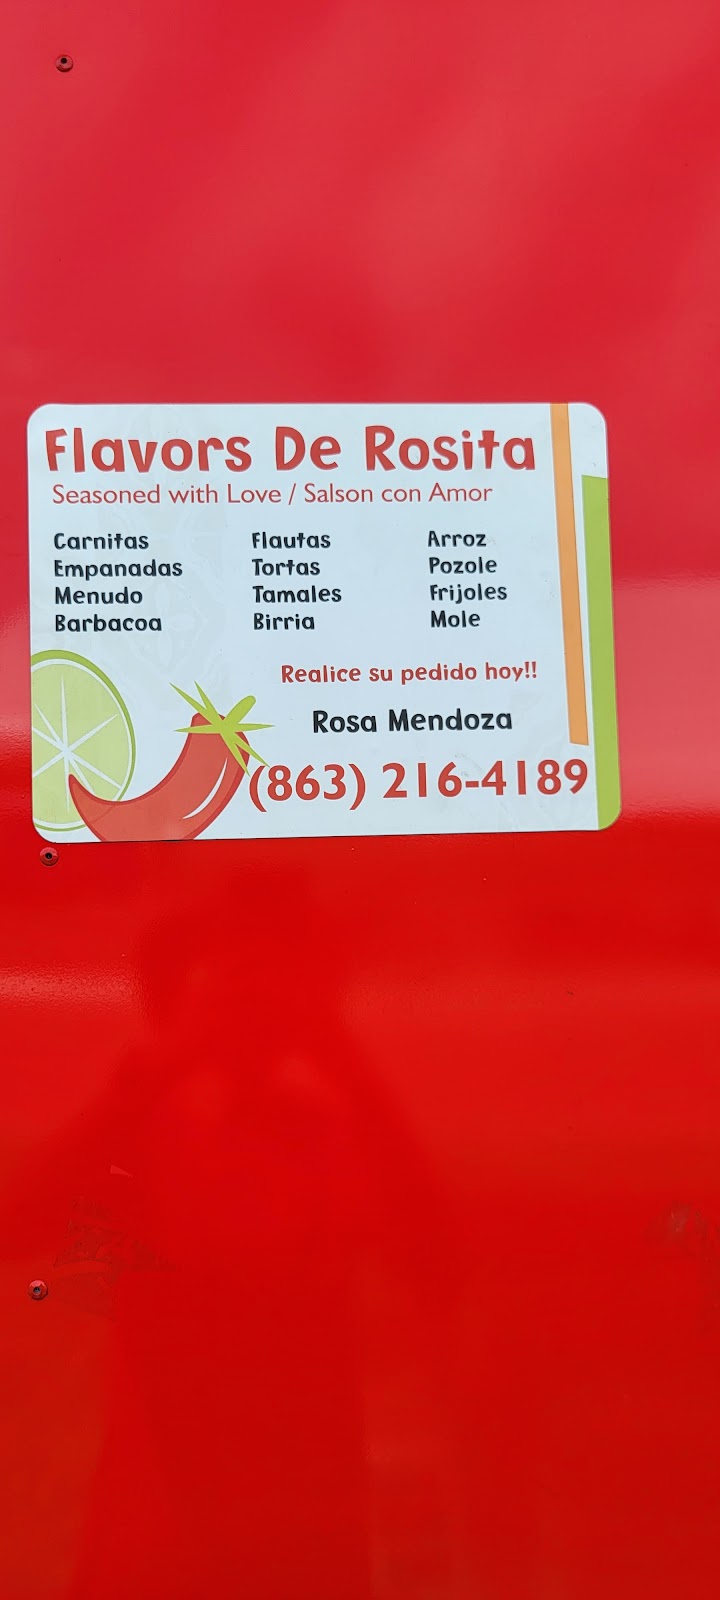 Flavors De Rosita
Seasoned with Love / Salson con Amor
Carnitas
Empanadas
Menudo
Barbacoa
Flautas
Tortas
Tamales
Birria
Arroz
Pozole
Frijoles
Mole
Realice su pedido hoy!!
Rosa Mendoza
(863) 216-4189